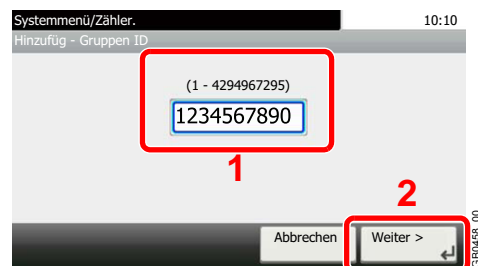 Systemmenü/Zähler.
10:10
Hinzufüg - Gruppen ID
(1 - 4294967295)
1234567890
1
2
Abbrechen
Weiter >
GB0458_00